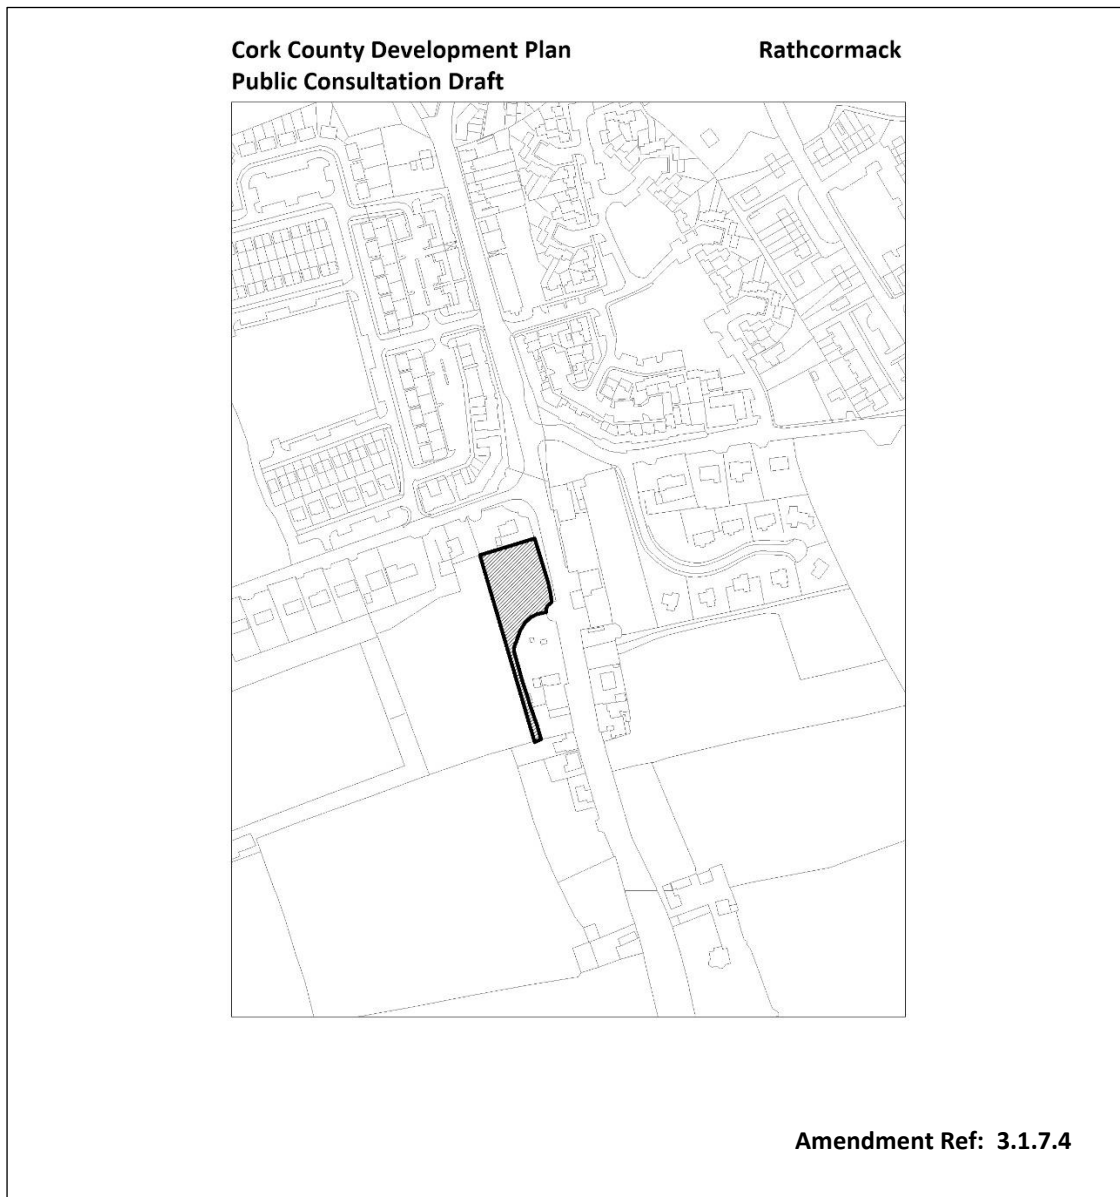 Cork County Development Plan Rathcormack
Public Consultation Draft
Amendment Ref: 3.1.7.4